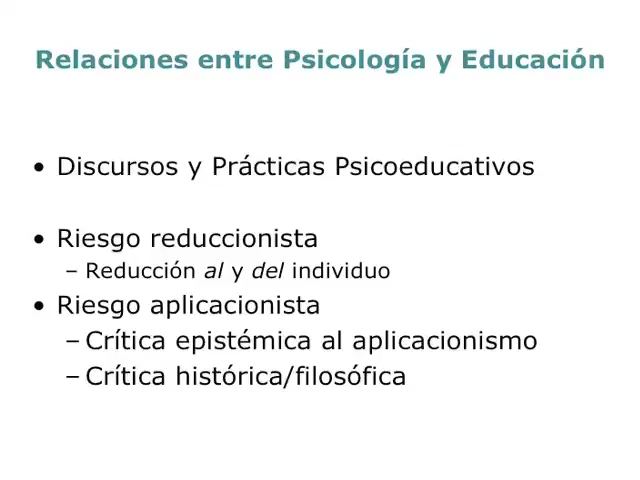 Relaciones entre Psicología y Educación
• Discursos y Prácticas Psicoeducativos
• Riesgo reduccionista
– Reducción al y del individuo
• Riesgo aplicacionista
– Crítica epistémica al aplicacionismo
– Crítica histórica/filosófica